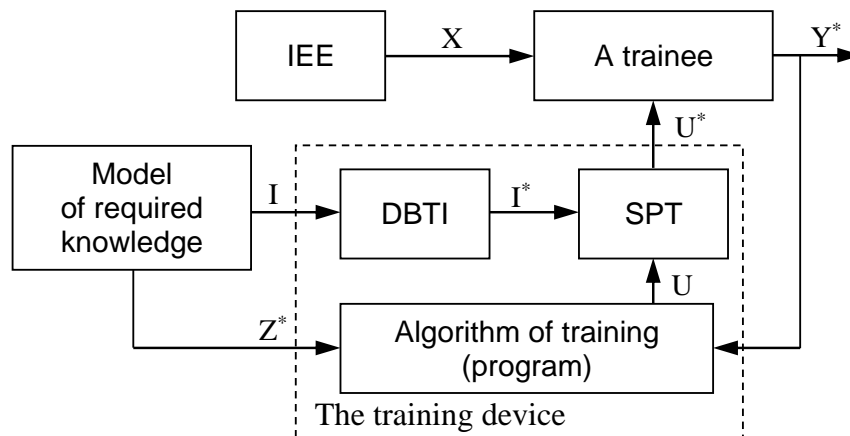 IEE
X
A trainee
Y*
U*
Model
of required
knowledge
I
DBTI
I*
SPT
U
Z*
Algorithm of training
(program)
The training device